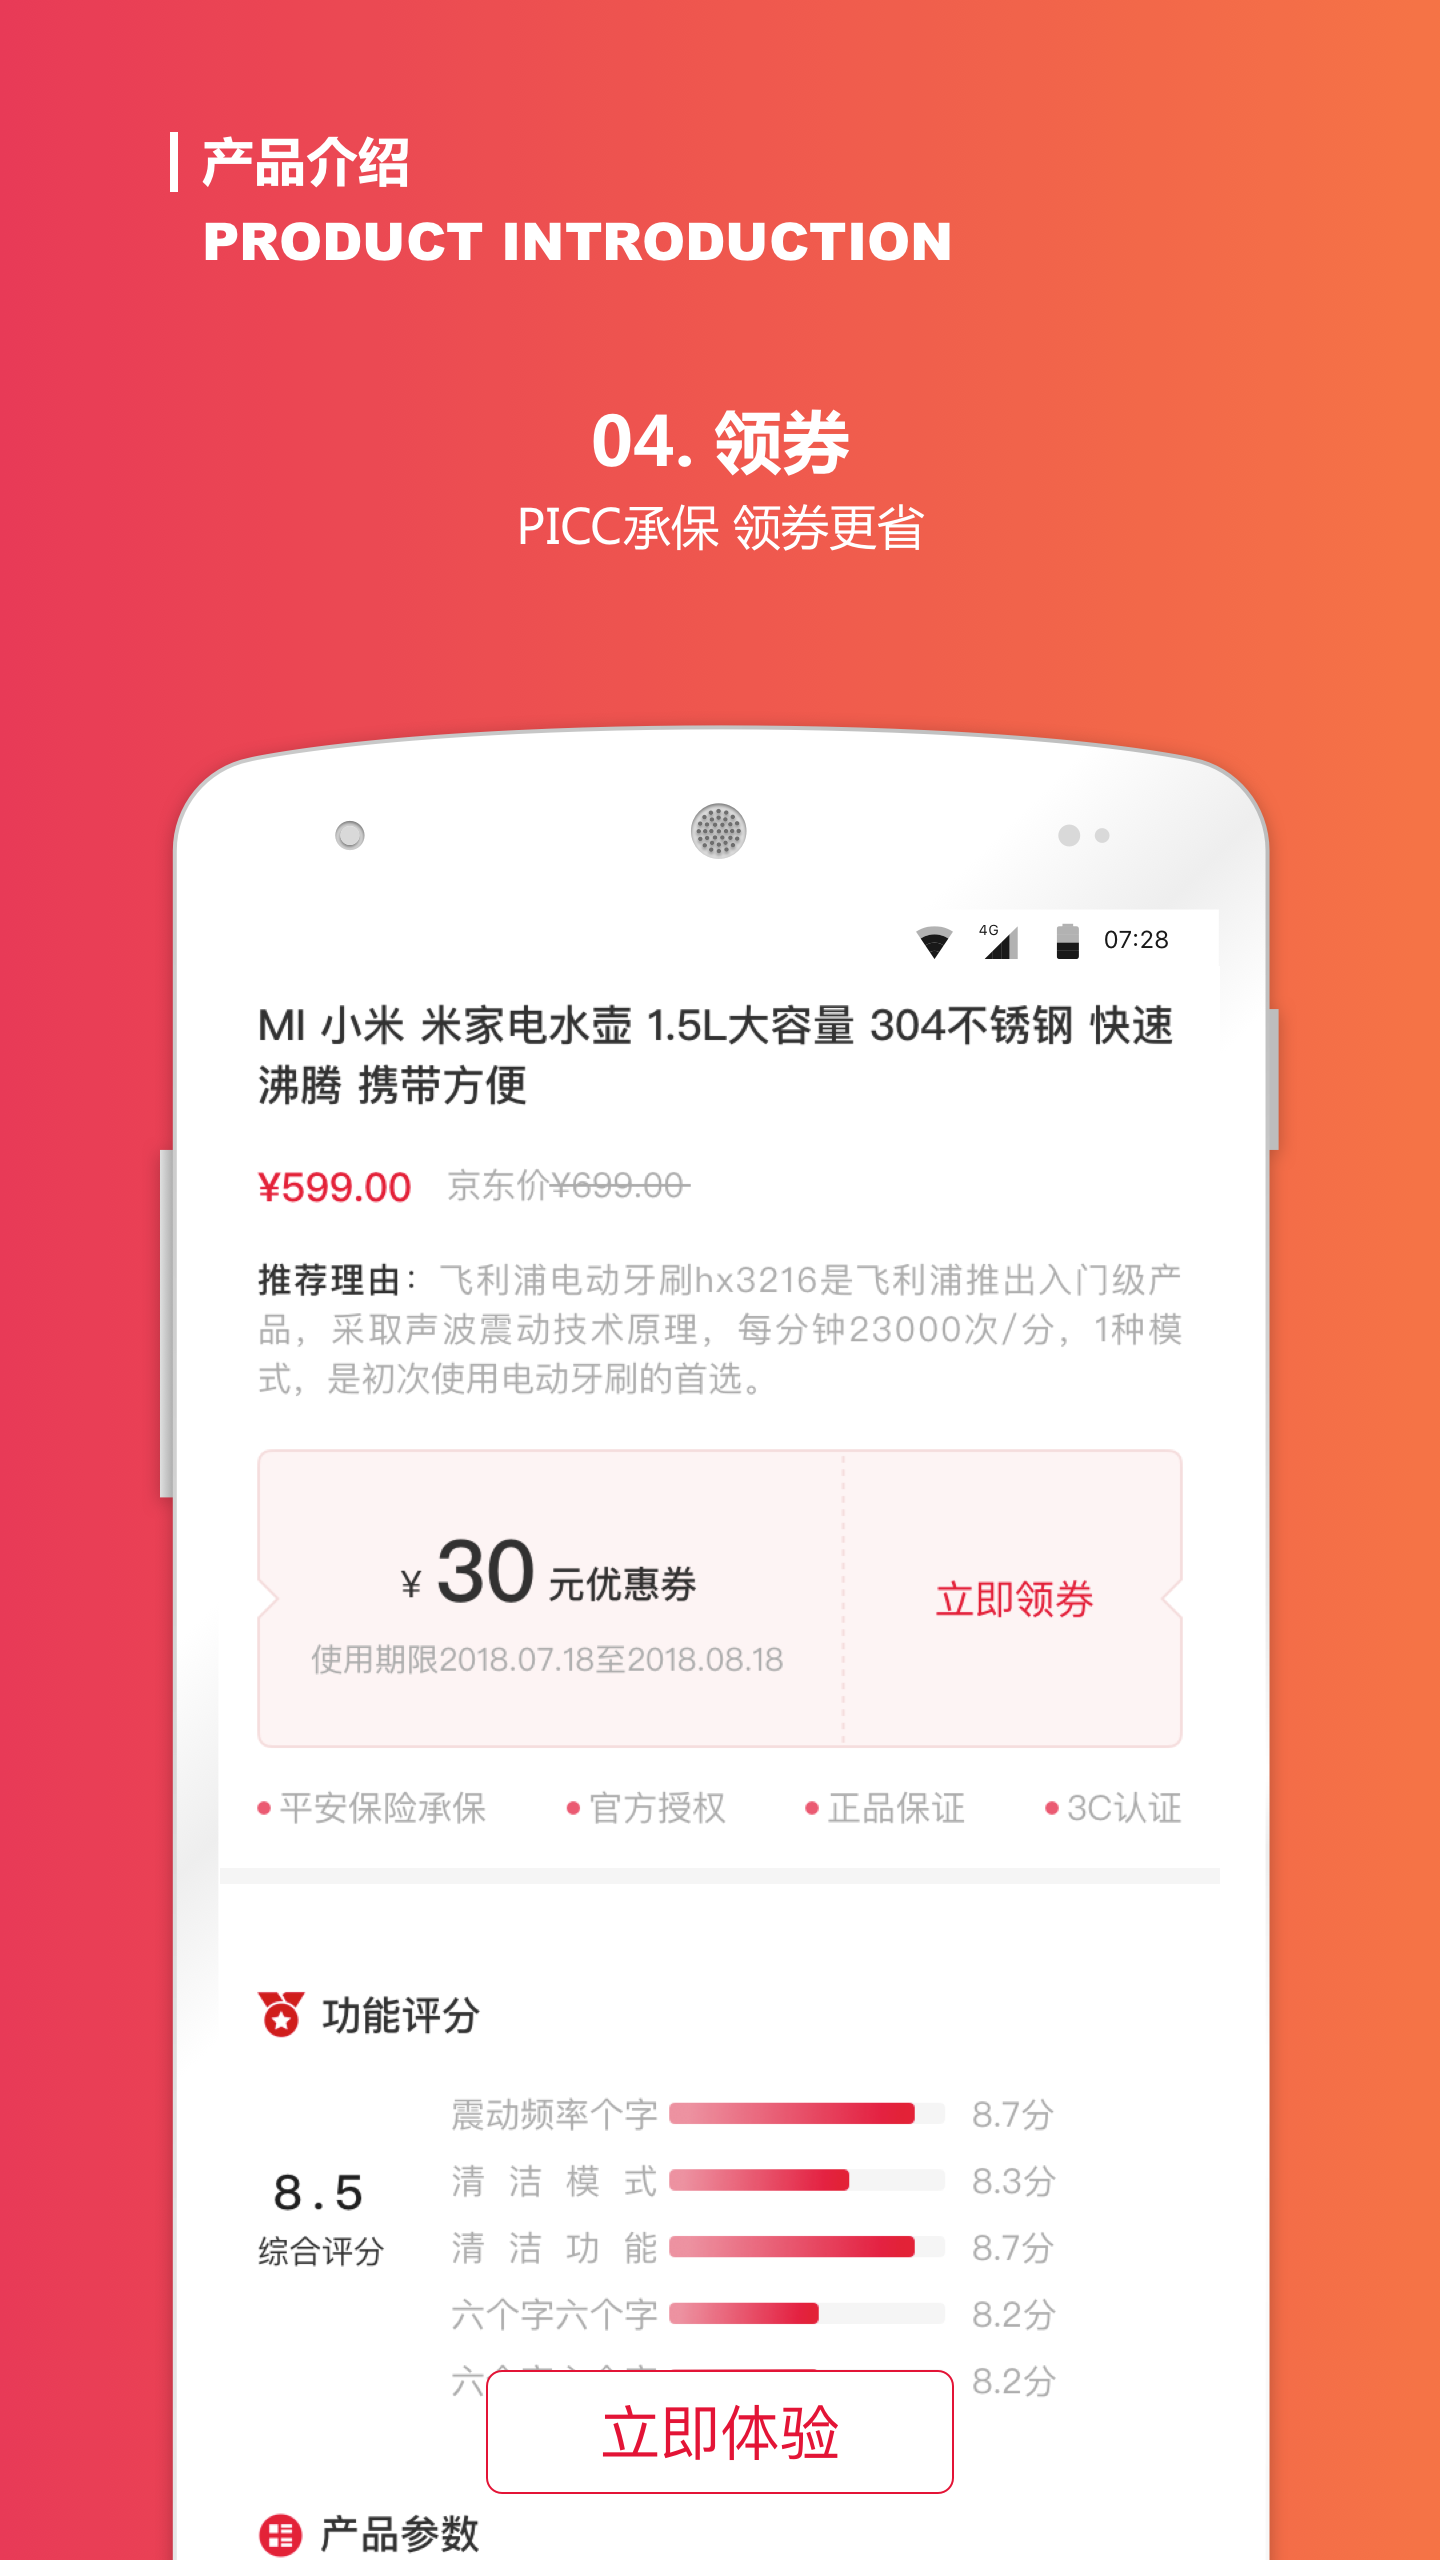 产品介绍
PRODUCT INTRODUCTION
04. 领券
PICC承保 领券更省
4G 07:28
MI 小米 米家电水壶 1.5L大容量 304不锈钢 快速
沸腾 携带方便
¥599.00 京东价¥699.00
推荐理由：飞利浦电动牙刷hx3216是飞利浦推出入门级产
品，采取声波震动技术原理，每分钟23000次/分，1种模
式，是初次使用电动牙刷的首选。
¥ 30 元优惠券
立即领券
使用期限2018.07.18至2018.08.18
平安保险承保 官方授权 正品保证 3C认证
功能评分
震动频率个字 8.7分
清洁模式 8.3分
8.5
综合评分
清洁功能 8.7分
六个字六个字 8.2分
六 8.2分
立即体验
产品参数